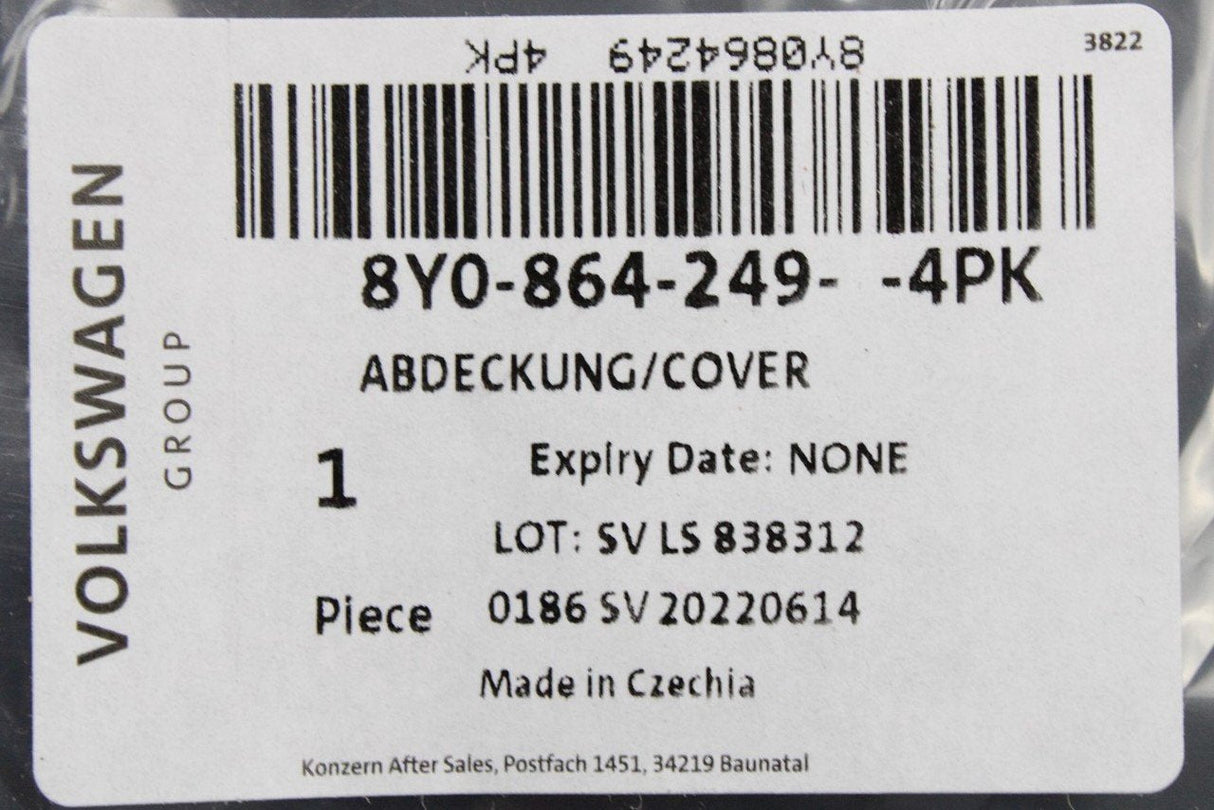 3822
8Y0864249 4PK
8Y0-864-249- -4PK
ABDECKUNG/COVER
1
Expiry Date: NONE
LOT: SV LS 838312
Piece
0186 SV 20220614
Made in Czechia
Konzern After Sales, Postfach 1451, 34219 Baunatal
VOLKSWAGEN
GROUP